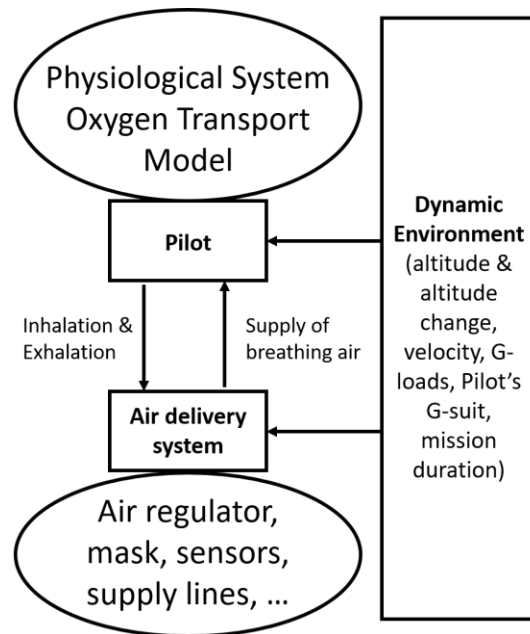 Physiological System
Oxygen Transport
Model
Pilot
Inhalation &
Exhalation
Supply of
breathing air
Air delivery
system
Air regulator,
mask, sensors,
supply lines, ...
Dynamic
Environment
(altitude &
altitude
change,
velocity, G-
loads, Pilot's
G-suit,
mission
duration)